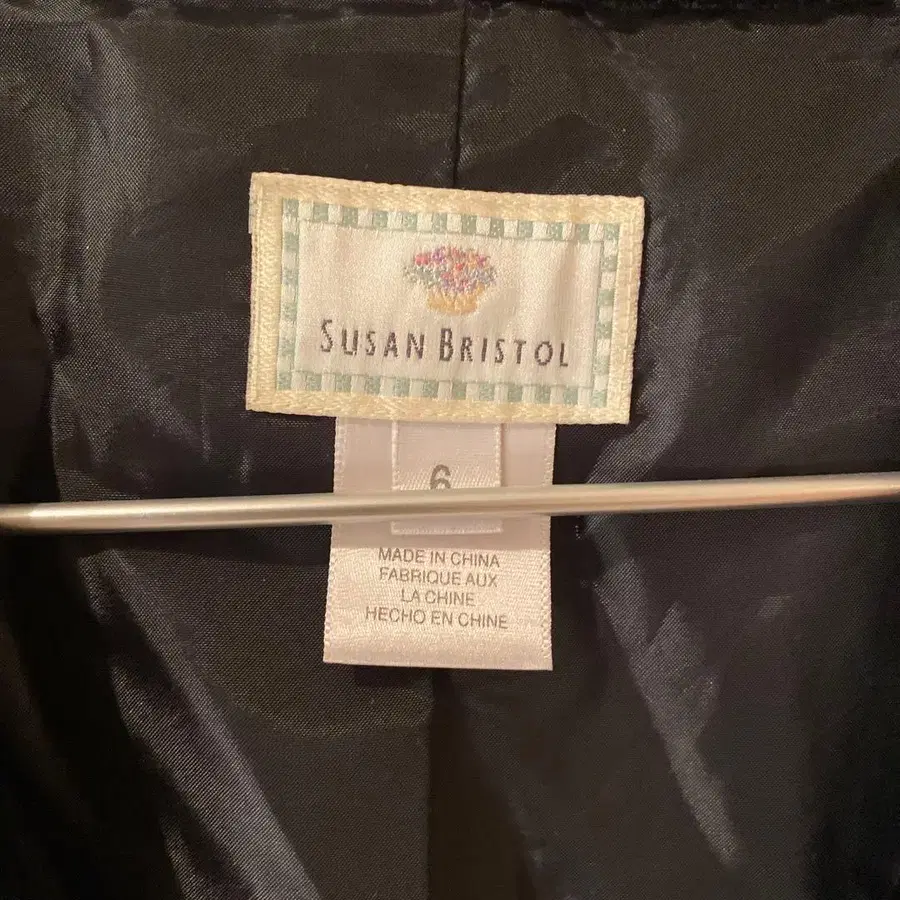 SUSAN BRISTOL
6
MADE IN CHINA
FABRIQUE AUX
LA CHINE
HECHO EN CHINE